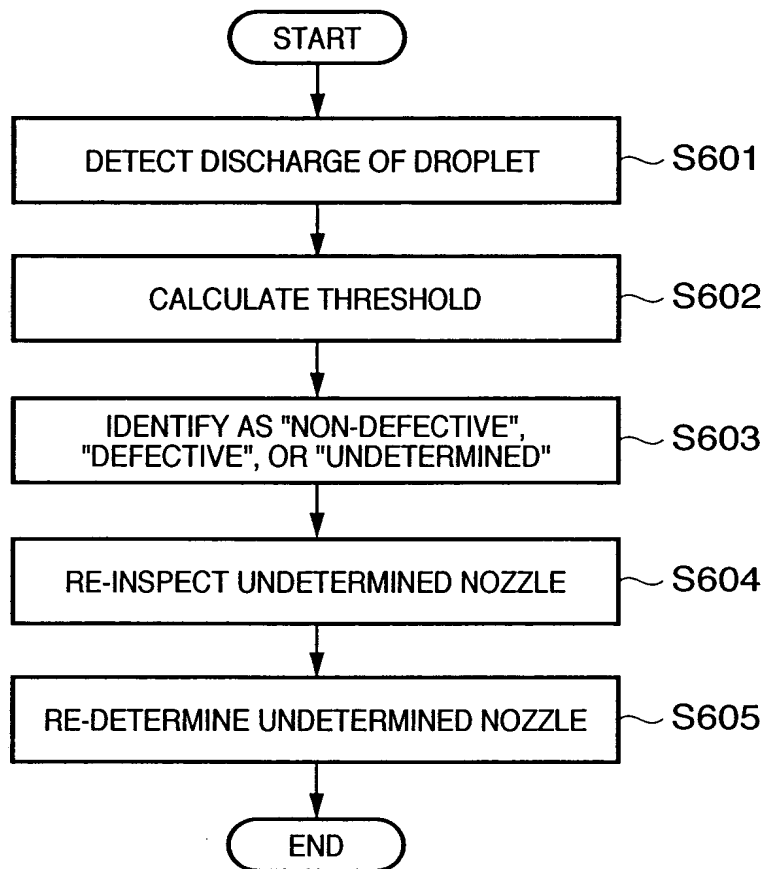 START
DETECT DISCHARGE OF DROPLET
S601
CALCULATE THRESHOLD
S602
IDENTIFY AS "NON-DEFECTIVE",
"DEFECTIVE", OR "UNDETERMINED"
S603
RE-INSPECT UNDETERMINED NOZZLE
S604
RE-DETERMINE UNDETERMINED NOZZLE
S605
END